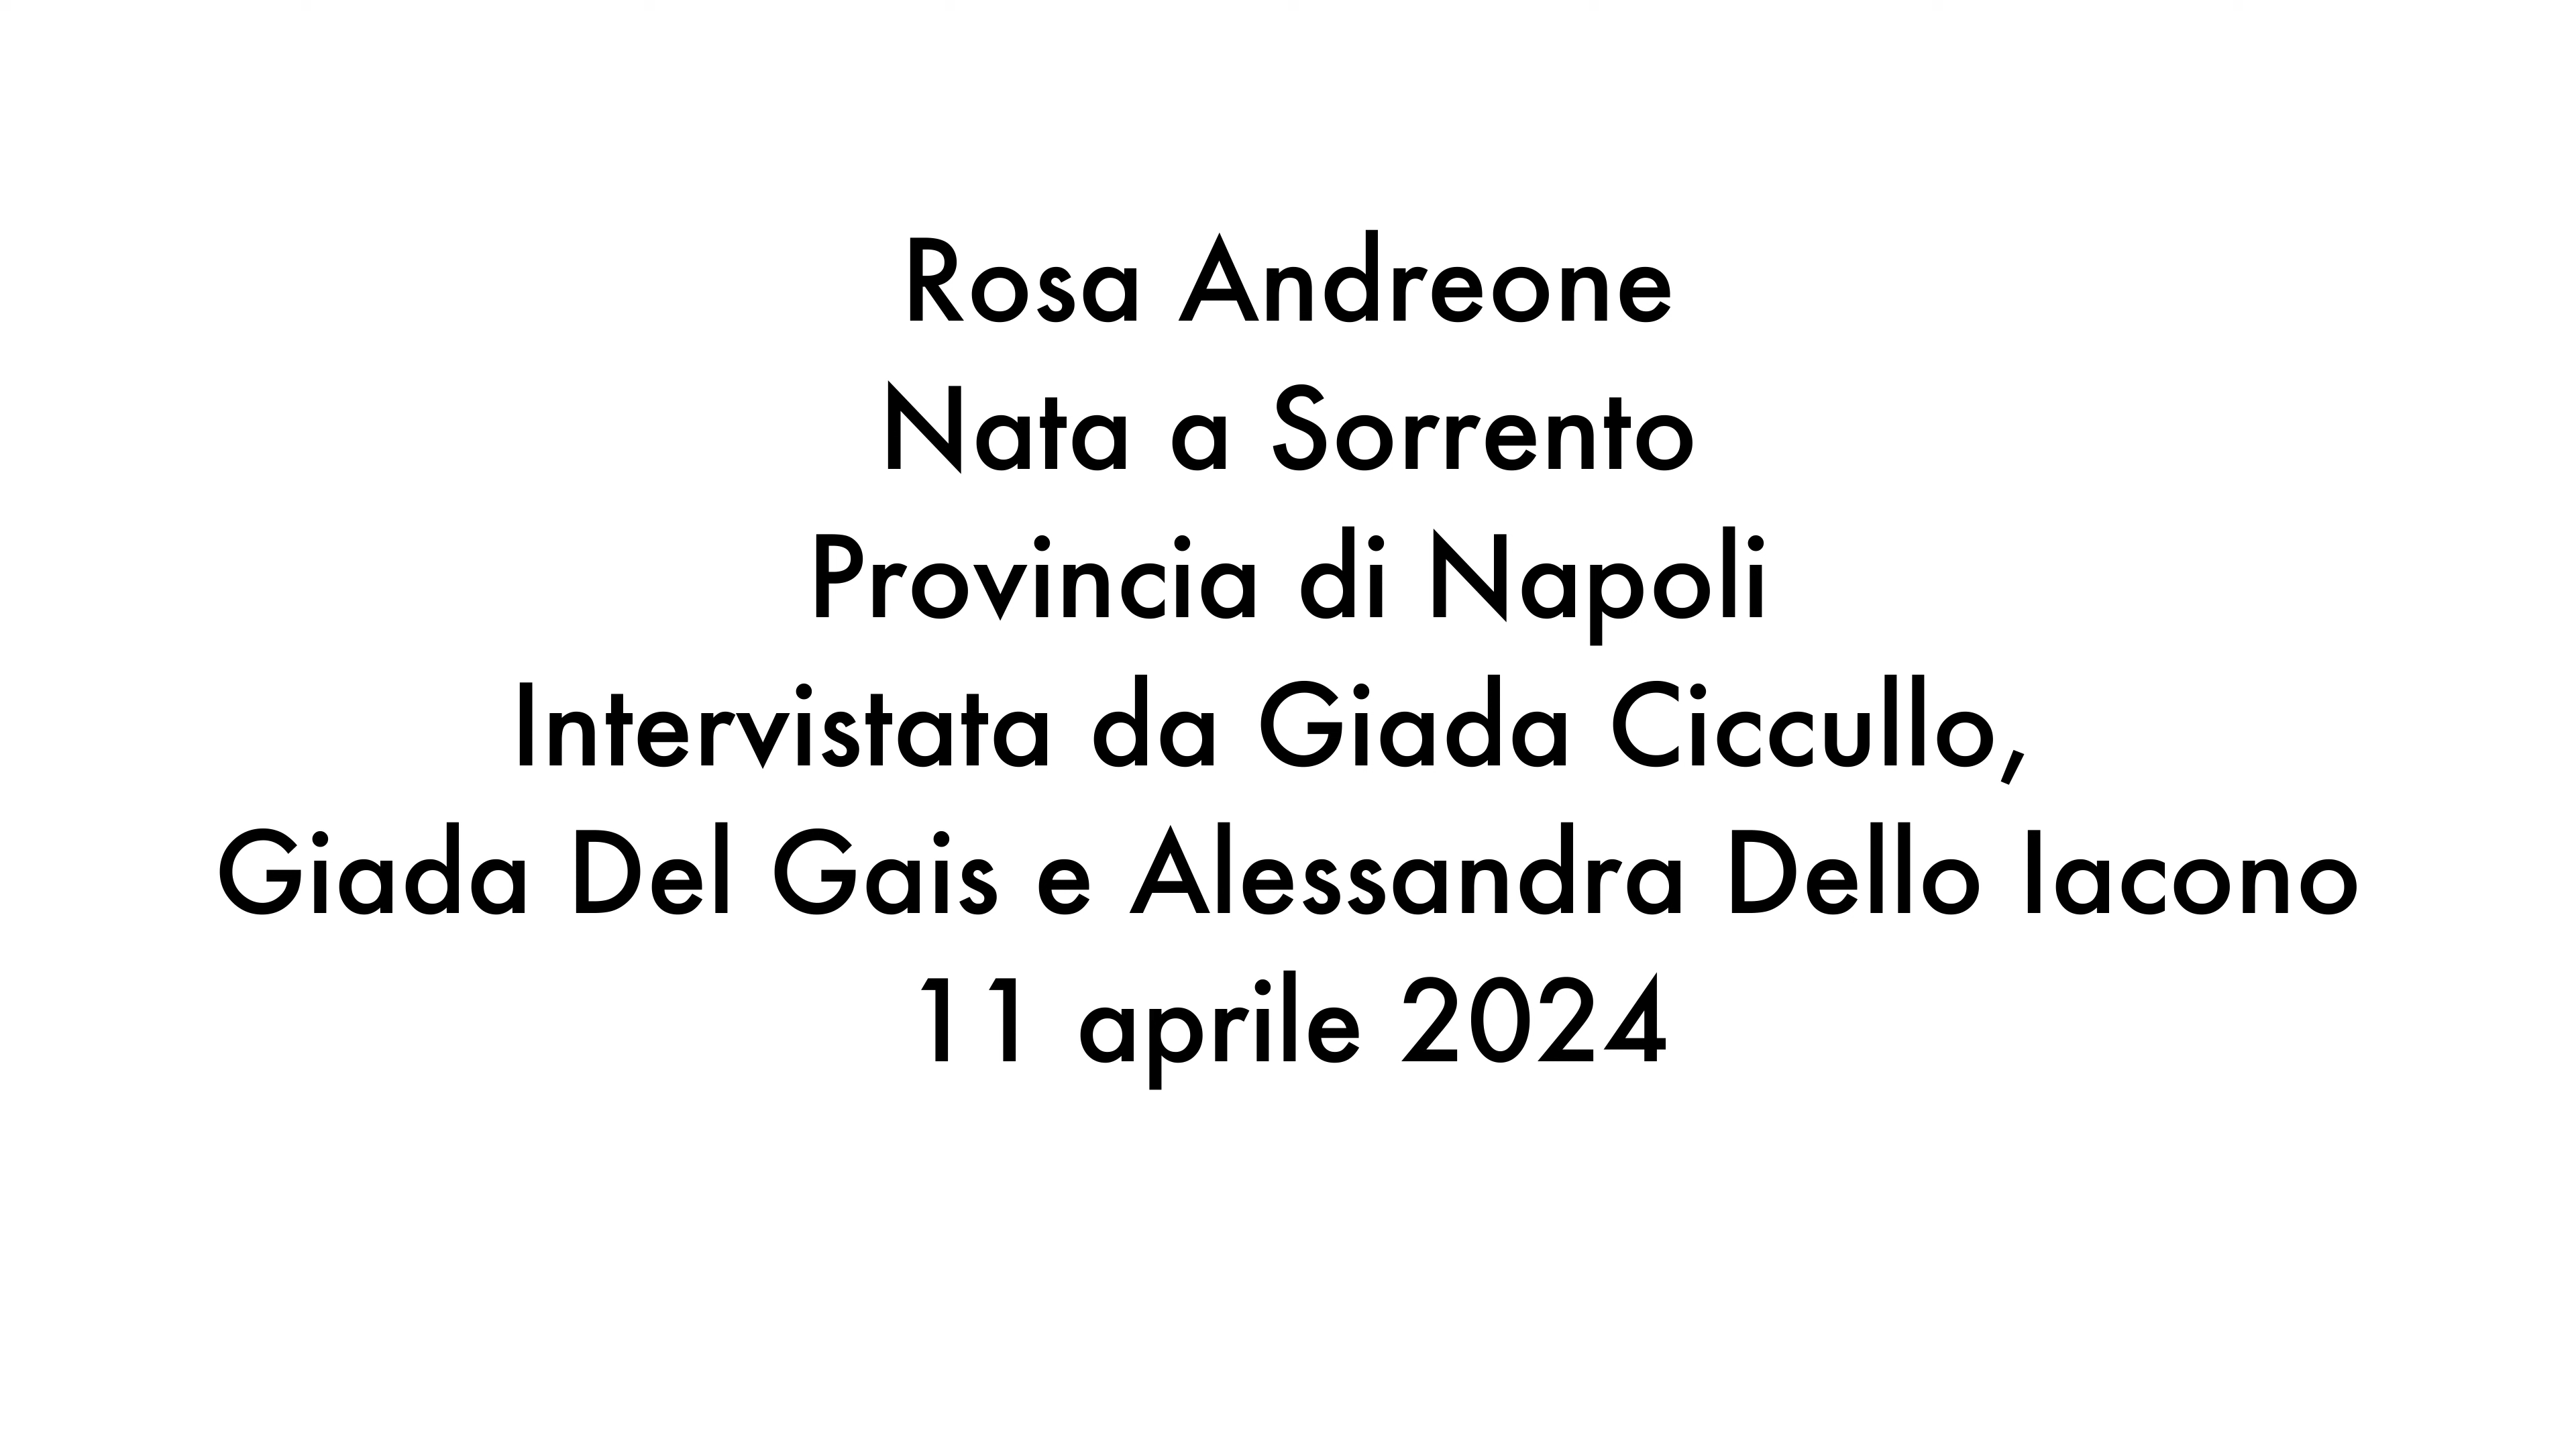 Rosa Andreone
Nata a Sorrento
Provincia di Napoli
Intervistata da Giada Ciccullo,
Giada Del Gais e Alessandra Dello Iacono
11 aprile 2024